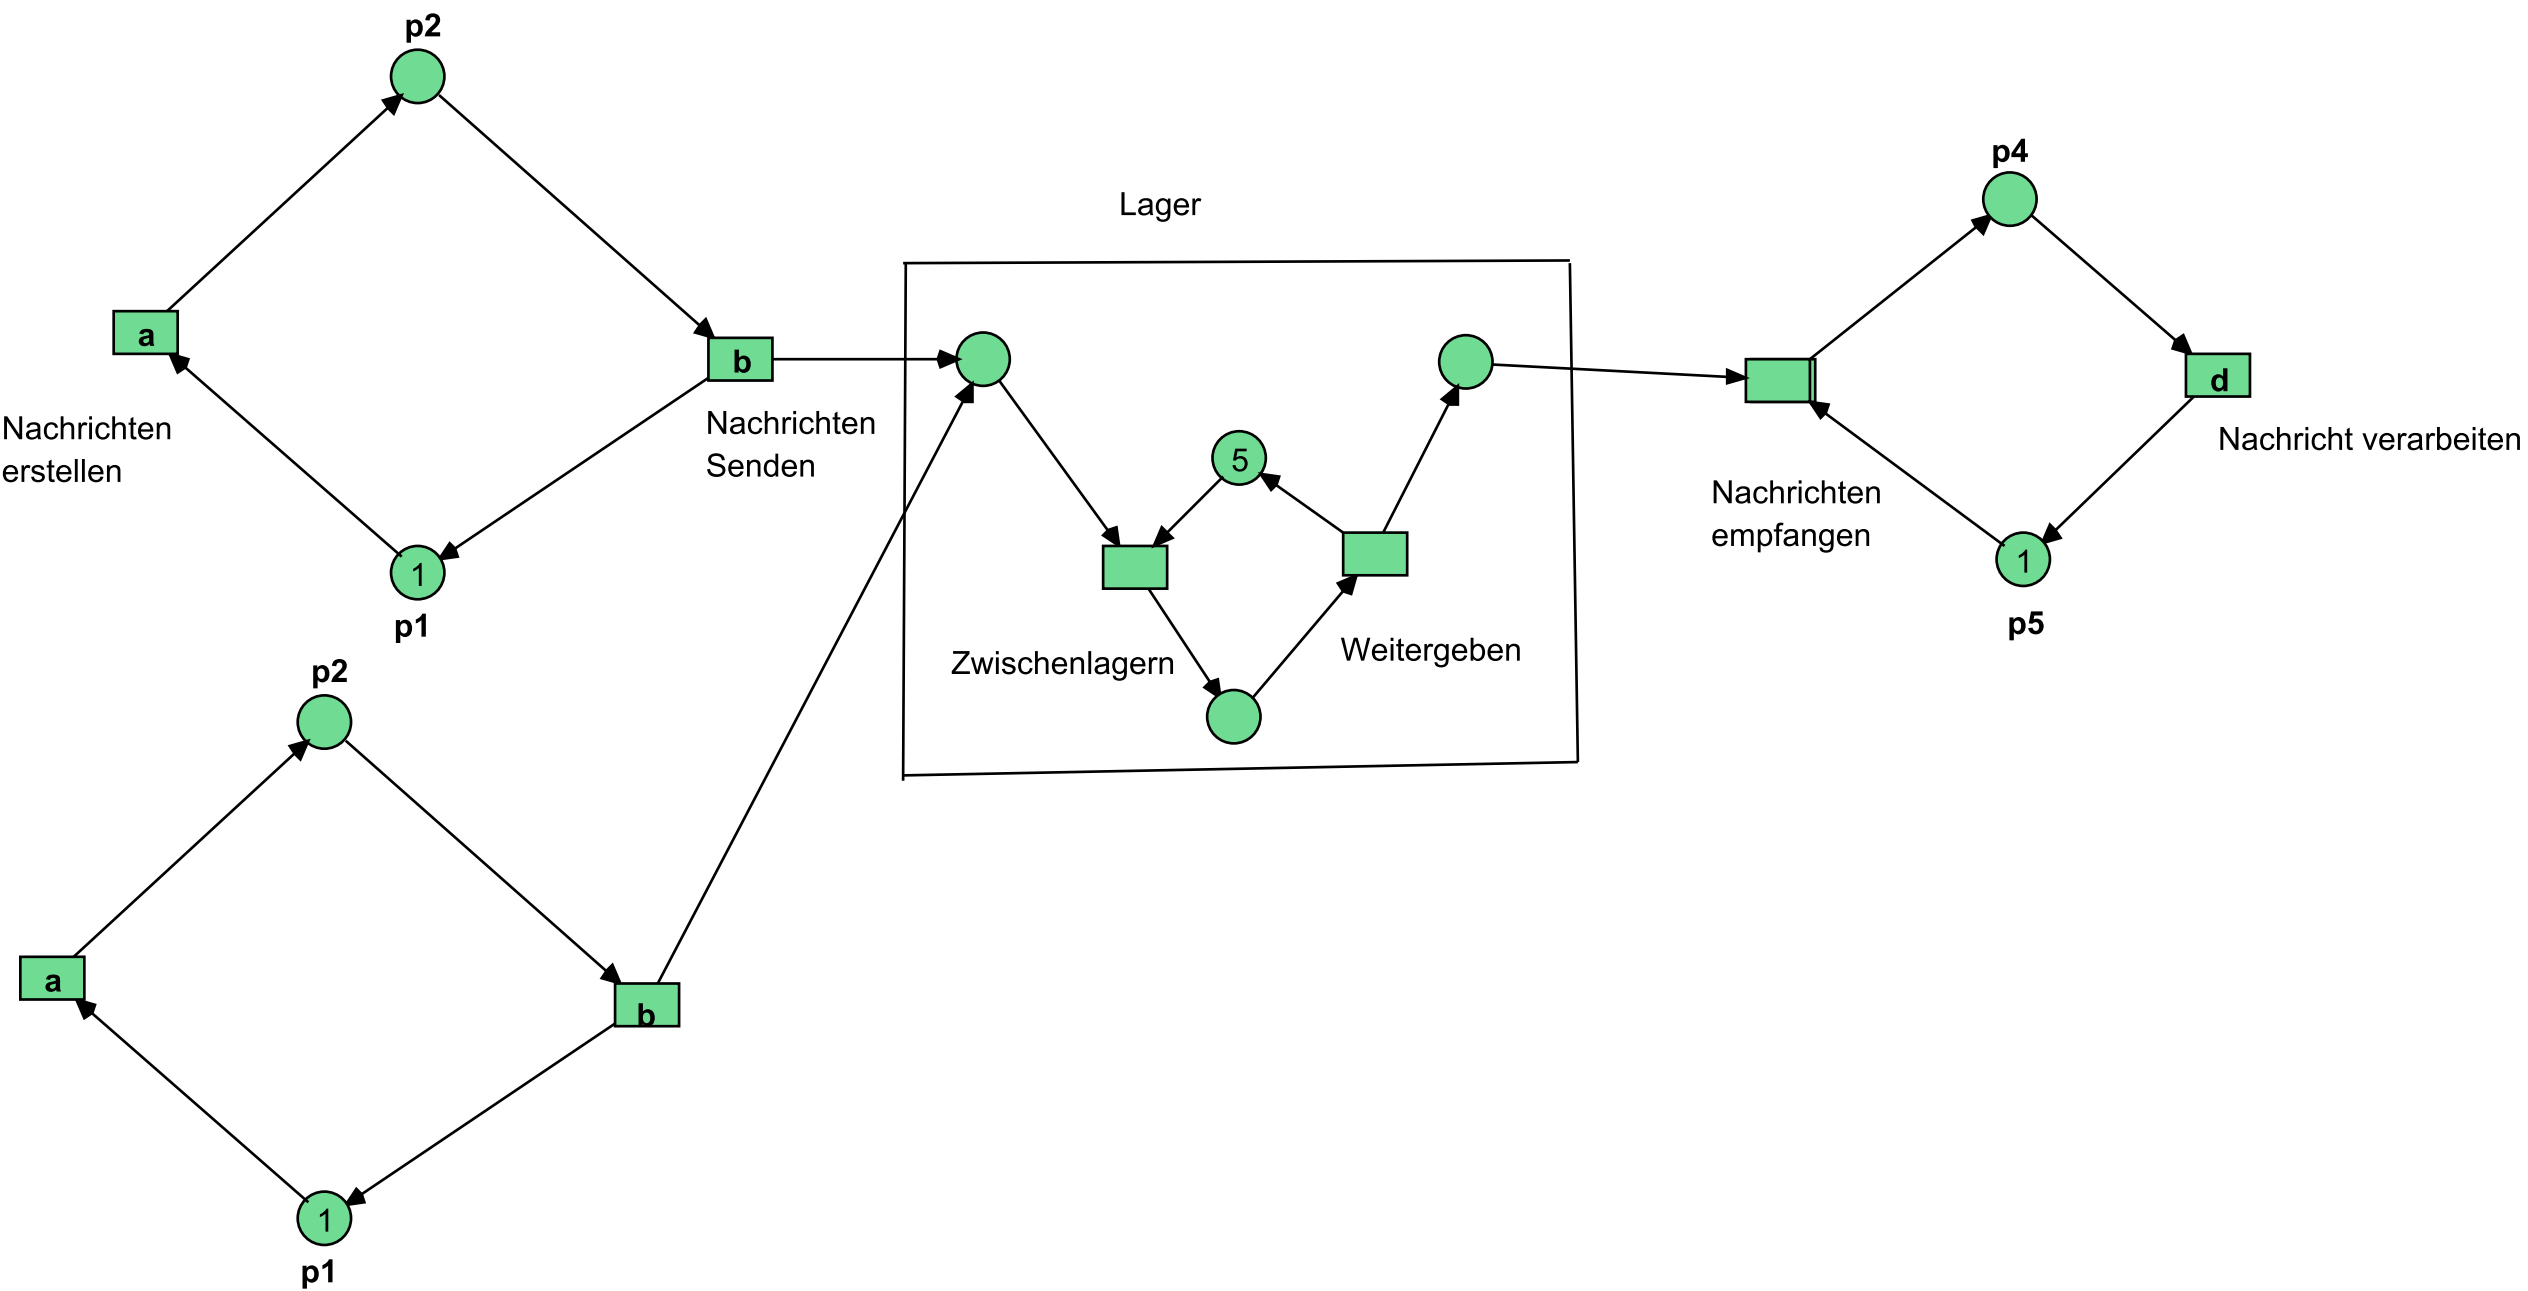 p2
a
b
Nachrichten
erstellen
Nachrichten
Senden
1
p1
p2
a
b
1
p1
Lager
5
Zwischenlagern
Weitergeben
p4
d
Nachricht verarbeiten
Nachrichten
empfangen
1
p5